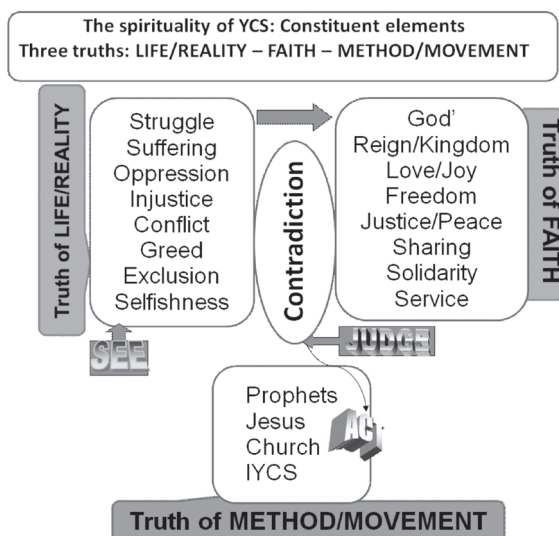 The spirituality of YCS: Constituent elements
Three truths: LIFE/REALITY – FAITH – METHOD/MOVEMENT
Truth of LIFE/REALITY
Struggle
Suffering
Oppression
Injustice
Conflict
Greed
Exclusion
Selfishness
SEE
Contradiction
God'
Reign/Kingdom
Love/Joy
Freedom
Justice/Peace
Sharing
Solidarity
Service
Truth of FAITH
JUDGE
Prophets
Jesus
Church
IYCS
ACT
Truth of METHOD/MOVEMENT